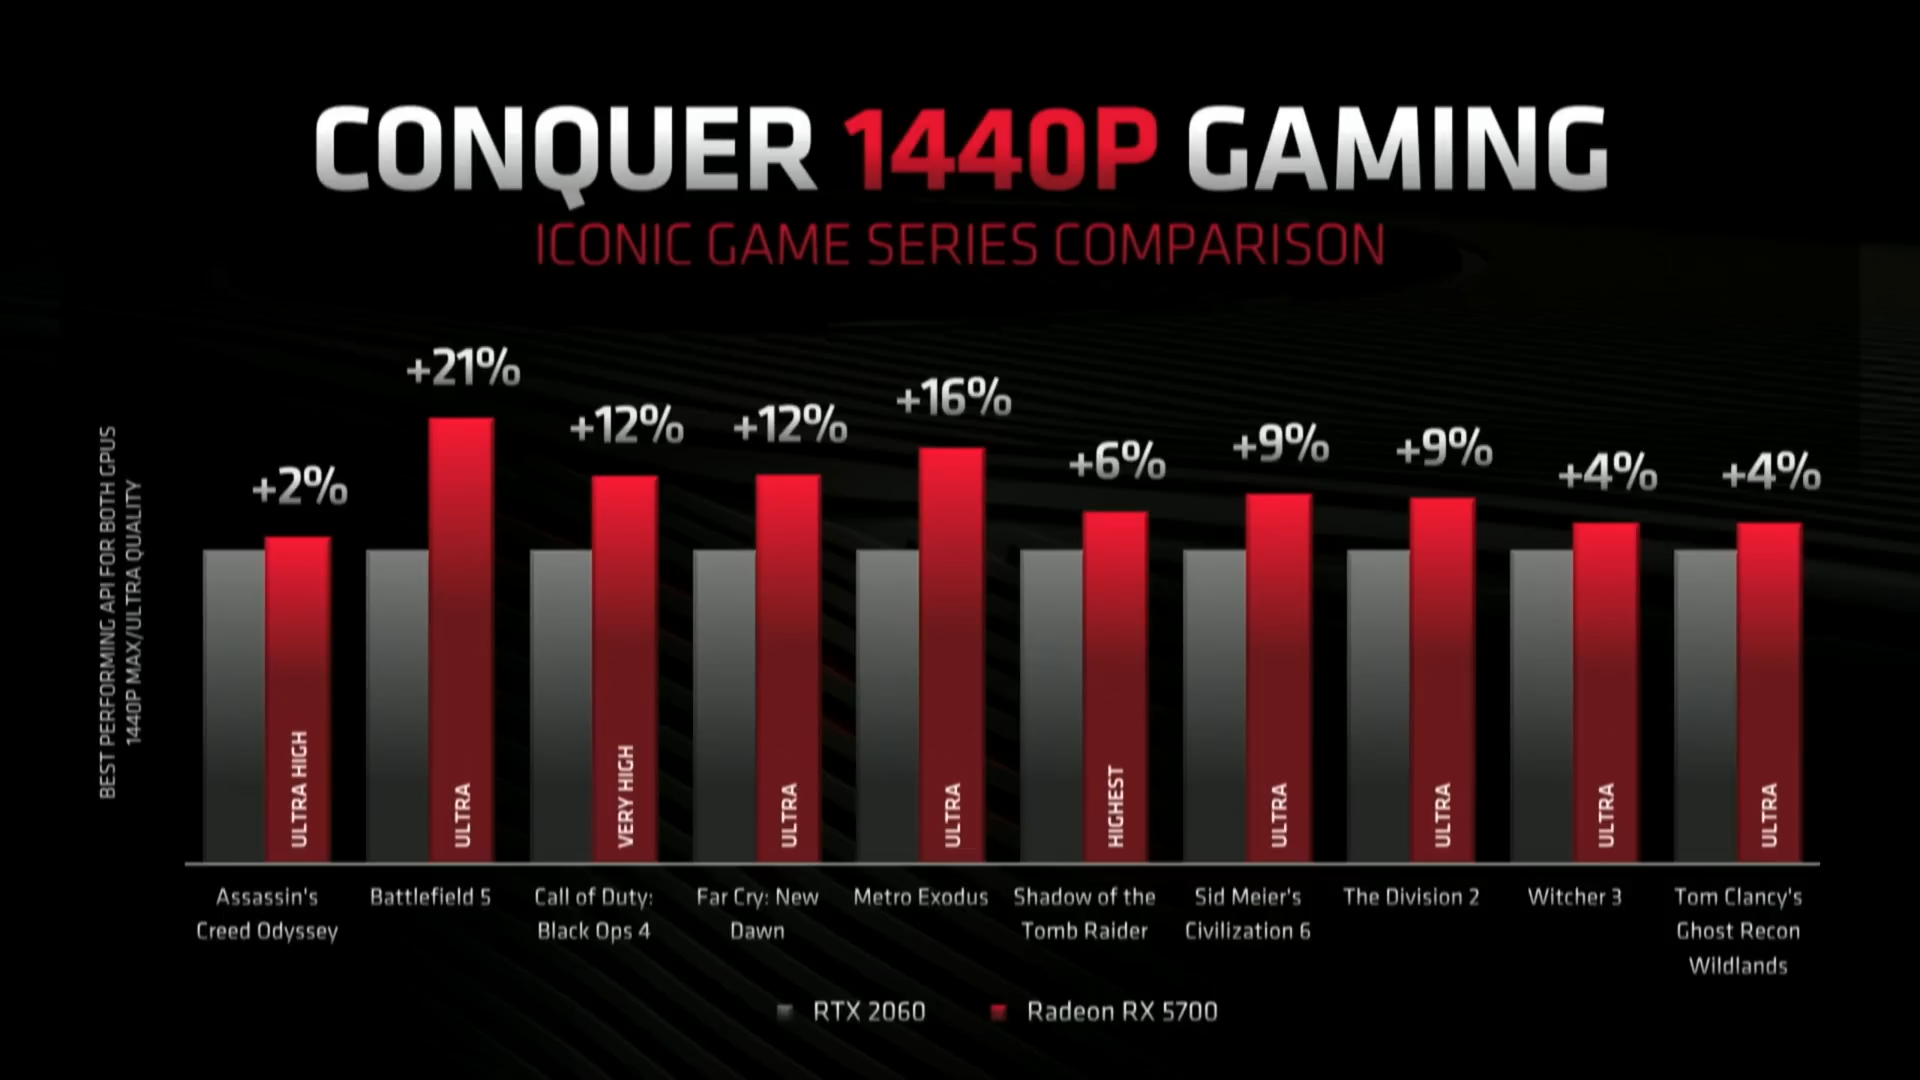 CONQUER 1440P GAMING
ICONIC GAME SERIES COMPARISON
BEST PERFORMING API FOR BOTH GPUS
1440P MAX/ULTRA QUALITY
+2%
+21%
+12%
+12%
+16%
+6%
+9%
+9%
+4%
+4%
ULTRA HIGH
ULTRA
VERY HIGH
ULTRA
ULTRA
HIGHEST
ULTRA
ULTRA
ULTRA
ULTRA
Assassin's
Creed Odyssey
Battlefield 5
Call of Duty:
Black Ops 4
Far Cry: New
Dawn
Metro Exodus
Shadow of the
Tomb Raider
Sid Meier's
Civilization 6
The Division 2
Witcher 3
Tom Clancy's
Ghost Recon
Wildlands
RTX 2060
Radeon RX 5700